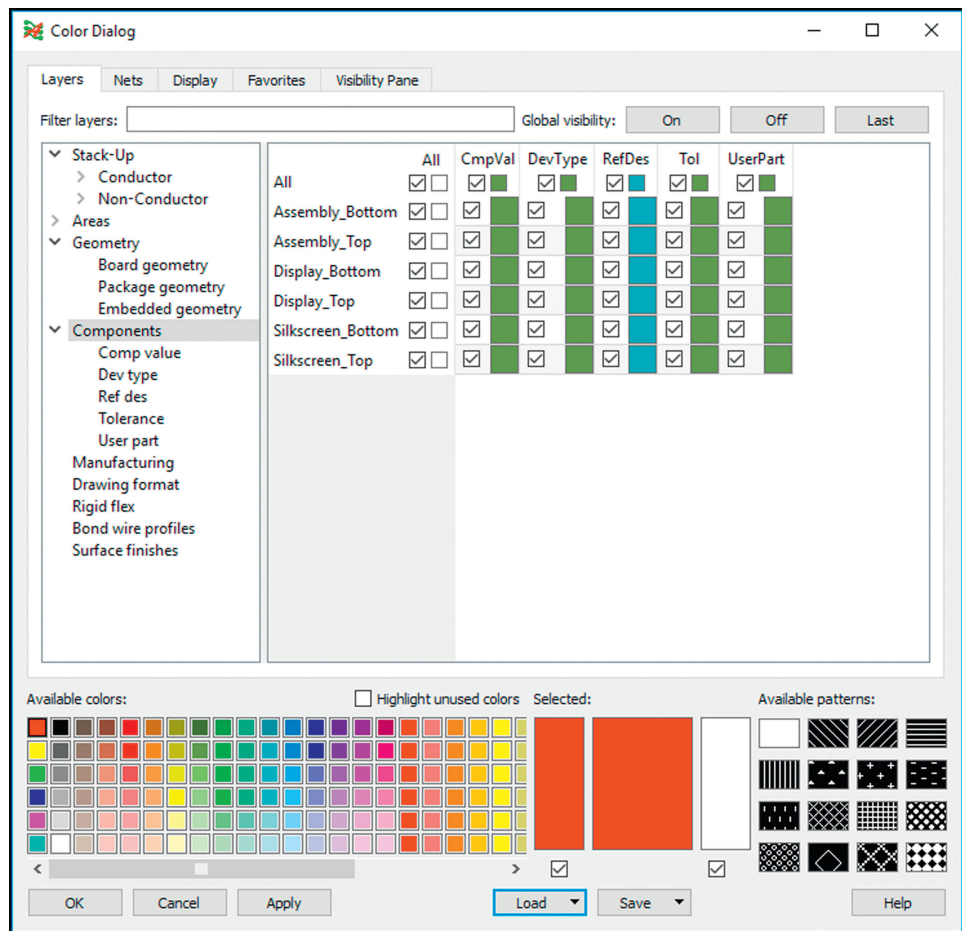 Color Dialog
Layers Nets Display Favorites Visibility Pane
Filter layers: Global visibility: On Off Last
Stack-Up
Conductor
Non-Conductor
Areas
Geometry
Board geometry
Package geometry
Embedded geometry
Components
Comp value
Dev type
Ref des
Tolerance
User part
Manufacturing
Drawing format
Rigid flex
Bond wire profiles
Surface finishes
All CmpVal DevType RefDes Tol UserPart
All
Assembly_Bottom
Assembly_Top
Display_Bottom
Display_Top
Silkscreen_Bottom
Silkscreen_Top
Available colors: Highlight unused colors Selected: Available patterns:
OK Cancel Apply Load Save Help